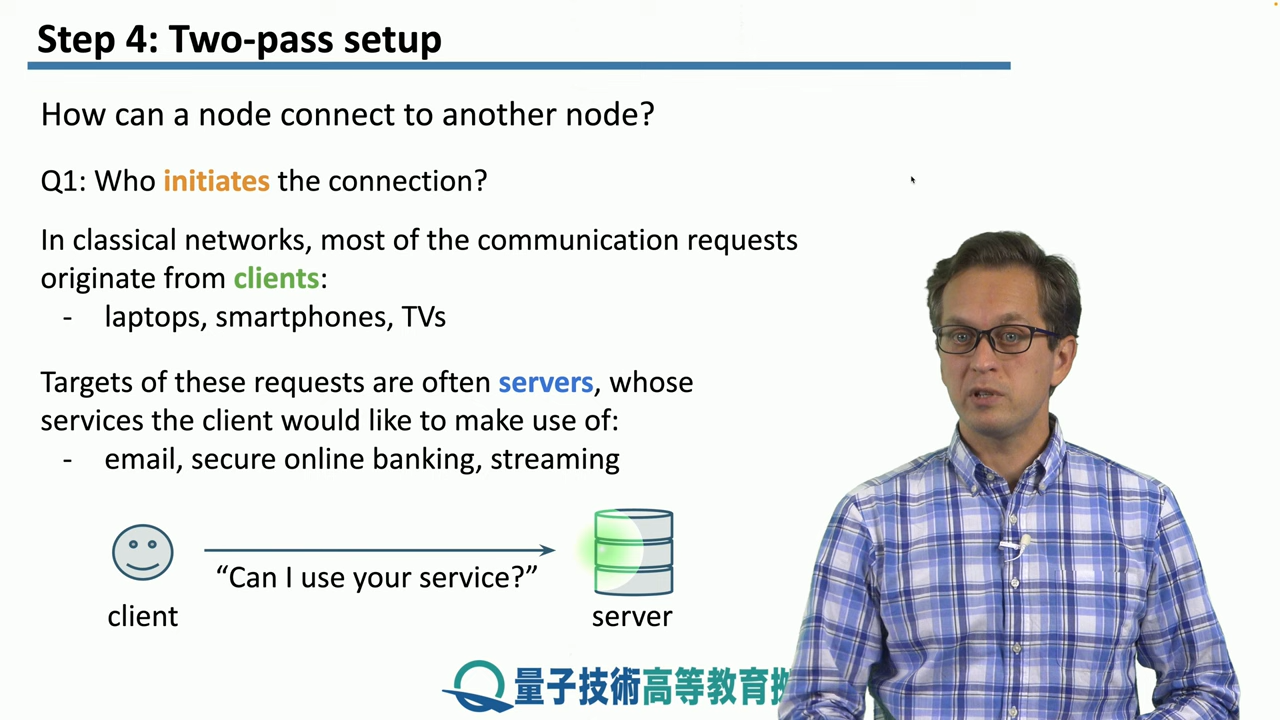 Step 4: Two-pass setup
How can a node connect to another node?
Q1: Who initiates the connection?
In classical networks, most of the communication requests
originate from clients:
- laptops, smartphones, TVs
Targets of these requests are often servers, whose
services the client would like to make use of:
- email, secure online banking, streaming
“Can I use your service?”
client
server
量子技術高等教育拠